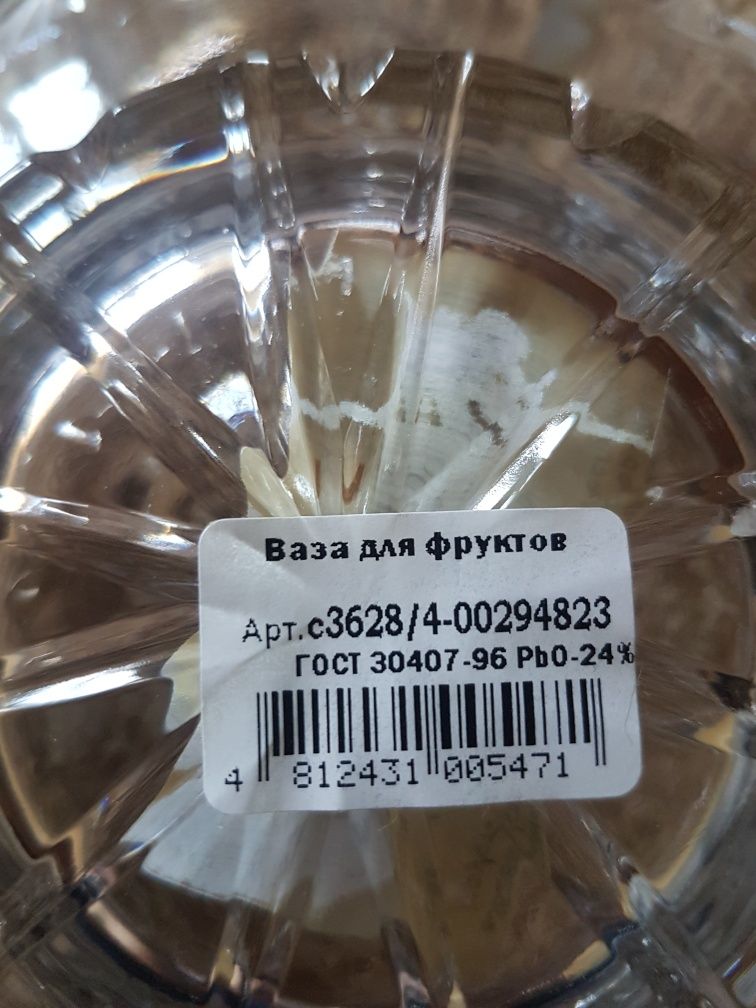 Ваза для фруктов
Арт.с3628/4-00294823
ГОСТ 30407-96 PbO-24%
4 812431 005471